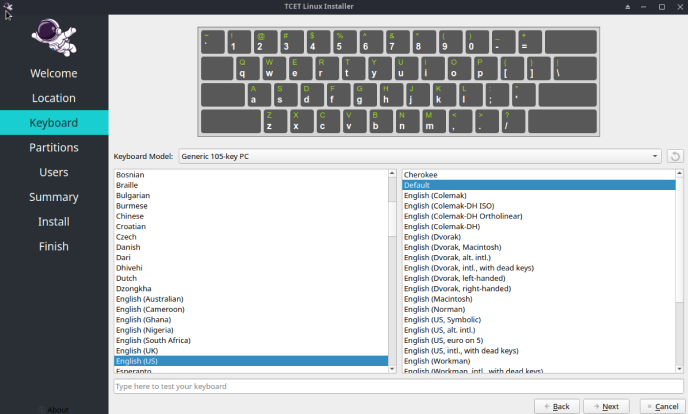 TCET Linux Installer
Welcome
Location
Keyboard
Partitions
Users
Summary
Install
Finish
About
~ ! @ # $ % ^ & * ( ) _ +
` 1 2 3 4 5 6 7 8 9 0 - =
Q W E R T Y U I O P { } |
q w e r t y u i o p [ ] \
A S D F G H J K L : "
a s d f g h j k l ; '
Z X C V B N M < > ?
z x c v b n m , . /
Keyboard Model: Generic 105-key PC
Bosnian
Braille
Bulgarian
Burmese
Chinese
Croatian
Czech
Danish
Dari
Dhivehi
Dutch
Dzongkha
English (Australian)
English (Cameroon)
English (Ghana)
English (Nigeria)
English (South Africa)
English (UK)
English (US)
Esperanto
Cherokee
Default
English (Colemak)
English (Colemak-DH ISO)
English (Colemak-DH Ortholinear)
English (Colemak-DH)
English (Dvorak)
English (Dvorak, Macintosh)
English (Dvorak, alt. intl.)
English (Dvorak, intl., with dead keys)
English (Dvorak, left-handed)
English (Dvorak, right-handed)
English (Macintosh)
English (Norman)
English (US, Symbolic)
English (US, alt. intl.)
English (US, euro on 5)
English (US, intl., with dead keys)
English (Workman)
English (Workman, intl., with dead keys)
Type here to test your keyboard
Back
Next
Cancel